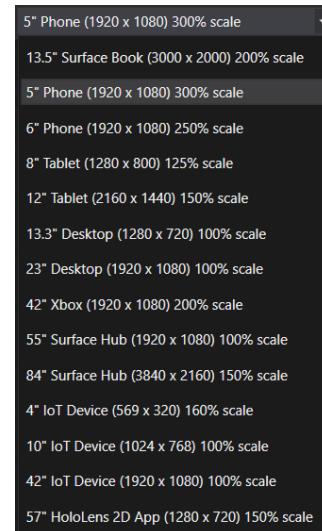 5" Phone (1920 x 1080) 300% scale
13.5" Surface Book (3000 x 2000) 200% scale
5" Phone (1920 x 1080) 300% scale
6" Phone (1920 x 1080) 250% scale
8" Tablet (1280 x 800) 125% scale
12" Tablet (2160 x 1440) 150% scale
13.3" Desktop (1280 x 720) 100% scale
23" Desktop (1920 x 1080) 100% scale
42" Xbox (1920 x 1080) 200% scale
55" Surface Hub (1920 x 1080) 100% scale
84" Surface Hub (3840 x 2160) 150% scale
4" IoT Device (569 x 320) 160% scale
10" IoT Device (1024 x 768) 100% scale
42" IoT Device (1920 x 1080) 100% scale
57" HoloLens 2D App (1280 x 720) 150% scale